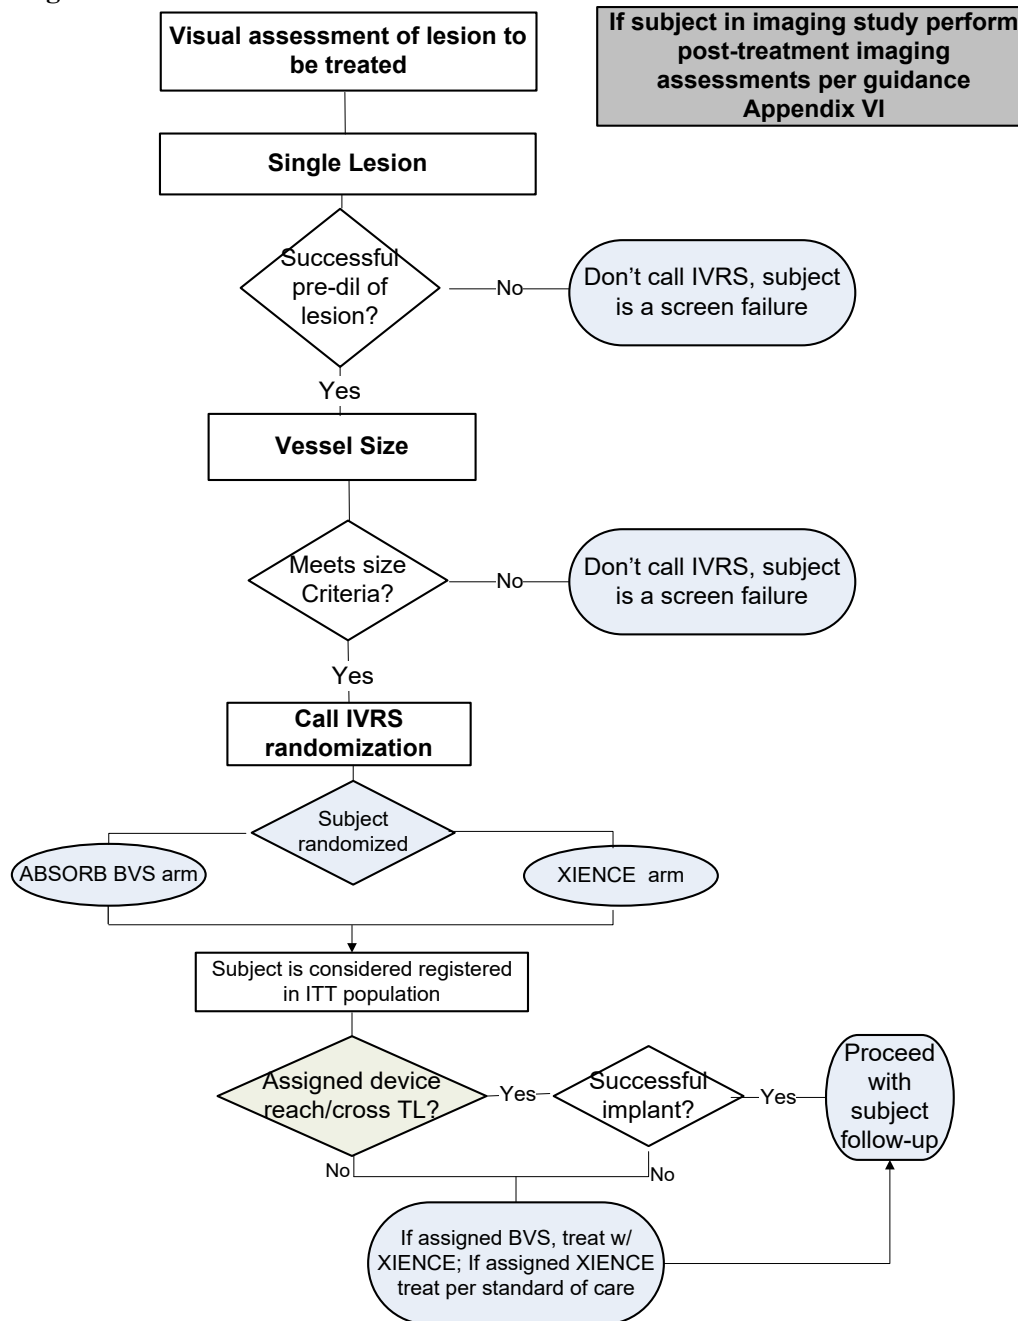 Visual assessment of lesion to
be treated
If subject in imaging study perform
post-treatment imaging
assessments per guidance
Appendix VI
Single Lesion
Successful
pre-dil of
lesion?
No
Don’t call IVRS, subject
is a screen failure
Yes
Vessel Size
Meets size
Criteria?
No
Don’t call IVRS, subject
is a screen failure
Yes
Call IVRS
randomization
Subject
randomized
ABSORB BVS arm
XIENCE arm
Subject is considered registered
in ITT population
Assigned device
reach/cross TL?
Yes
Successful
implant?
Yes
Proceed
with
subject
follow-up
No
No
If assigned BVS, treat w/
XIENCE; If assigned XIENCE
treat per standard of care